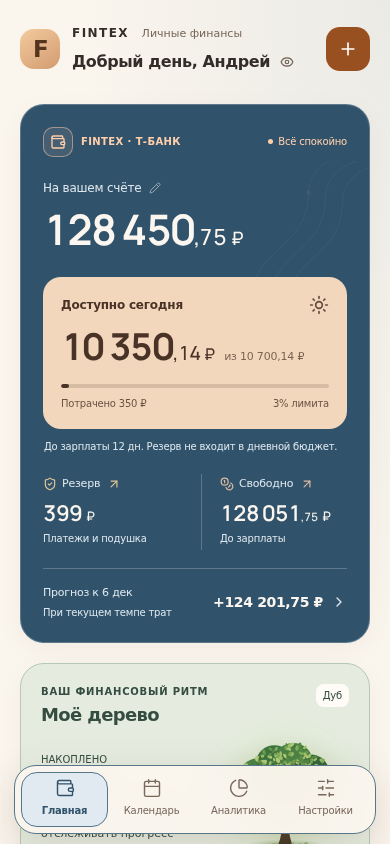 F
FINTEX Личные финансы
Добрый день, Андрей
FINTEX · Т-БАНК
Всё спокойно
На вашем счёте
128 450,75 ₽
Доступно сегодня
10 350,14 ₽ из 10 700,14 ₽
Потрачено 350 ₽
3% лимита
До зарплаты 12 дн. Резерв не входит в дневной бюджет.
Резерв
399 ₽
Платежи и подушка
Свободно
128 051,75 ₽
До зарплаты
Прогноз к 6 дек
При текущем темпе трат
+124 201,75 ₽
ВАШ ФИНАНСОВЫЙ РИТМ
Моё дерево
Дуб
НАКОПЛЕНО
Главная
Календарь
Аналитика
Настройки